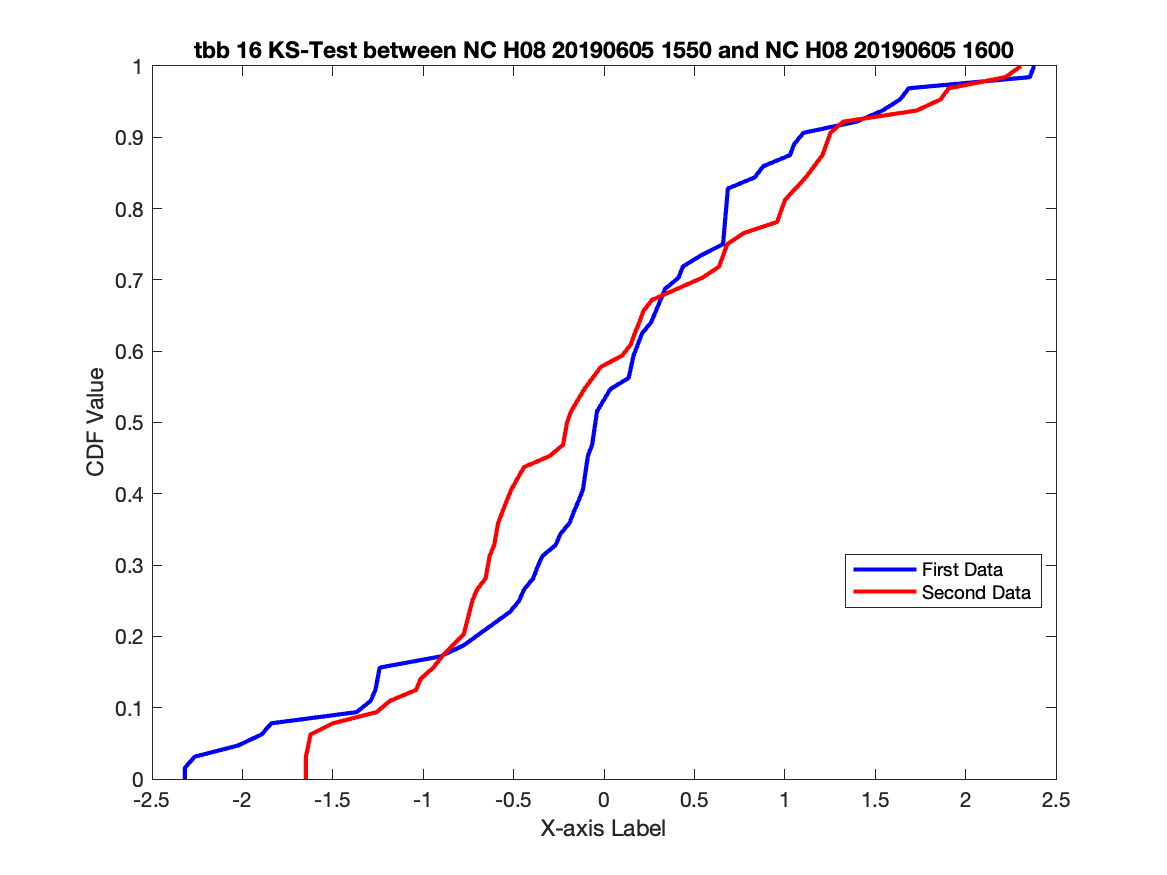 tbb 16 KS-Test between NC H08 20190605 1550 and NC H08 20190605 1600
1
0.9
0.8
0.7
0.6
0.5
0.4
0.3
0.2
0.1
0
CDF Value
First Data
Second Data
-2.5 -2 -1.5 -1 -0.5 0 0.5 1 1.5 2 2.5
X-axis Label